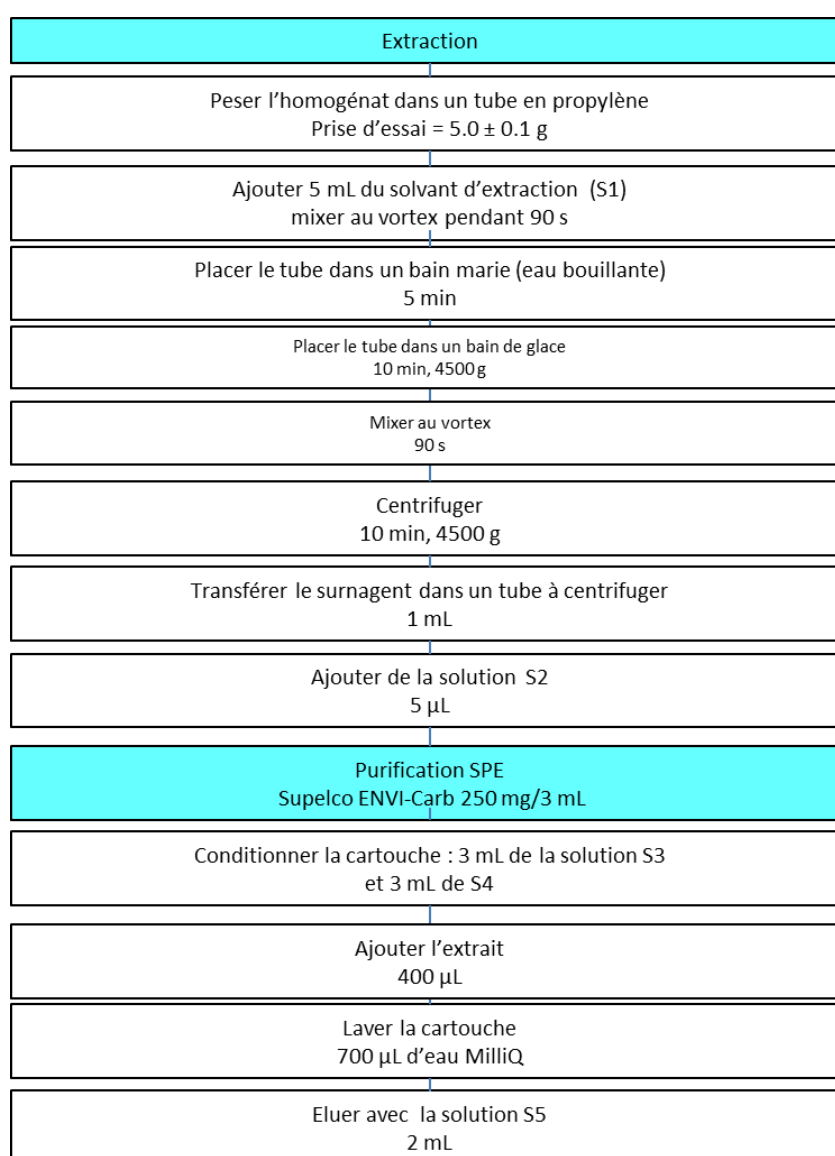 Extraction
Peser l’homogénat dans un tube en propylène
Prise d’essai = 5.0 ± 0.1 g
Ajouter 5 mL du solvant d’extraction (S1)
mixer au vortex pendant 90 s
Placer le tube dans un bain marie (eau bouillante)
5 min
Placer le tube dans un bain de glace
10 min, 4500 g
Mixer au vortex
90 s
Centrifuger
10 min, 4500 g
Transférer le surnagent dans un tube à centrifuger
1 mL
Ajouter de la solution S2
5 µL
Purification SPE
Supelco ENVI-Carb 250 mg/3 mL
Conditionner la cartouche : 3 mL de la solution S3
et 3 mL de S4
Ajouter l’extrait
400 µL
Laver la cartouche
700 µL d’eau MilliQ
Eluer avec la solution S5
2 mL